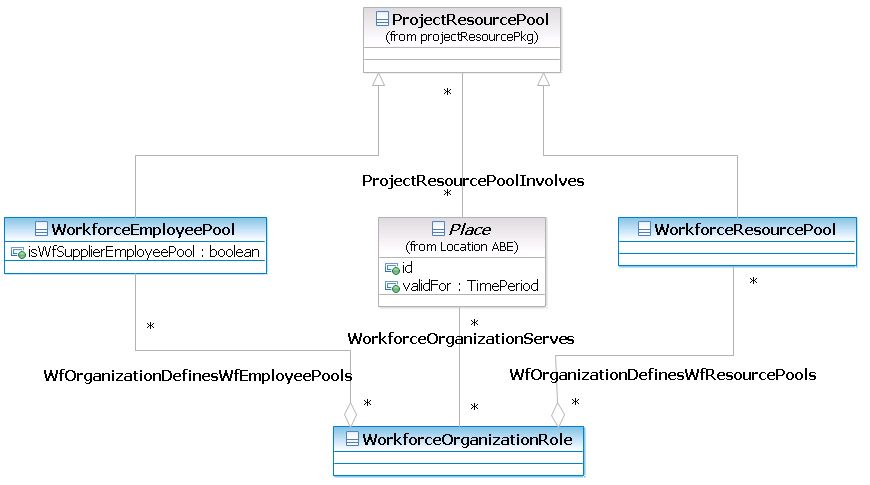 ProjectResourcePool
(from projectResourcePkg)
*
ProjectResourcePoolInvolves
*
WorkforceEmployeePool
isWfSupplierEmployeePool : boolean
Place
(from Location ABE)
id
validFor : TimePeriod
WorkforceResourcePool
*
*
*
WorkforceOrganizationServes
WfOrganizationDefinesWfEmployeePools
WfOrganizationDefinesWfResourcePools
*
*
*
WorkforceOrganizationRole